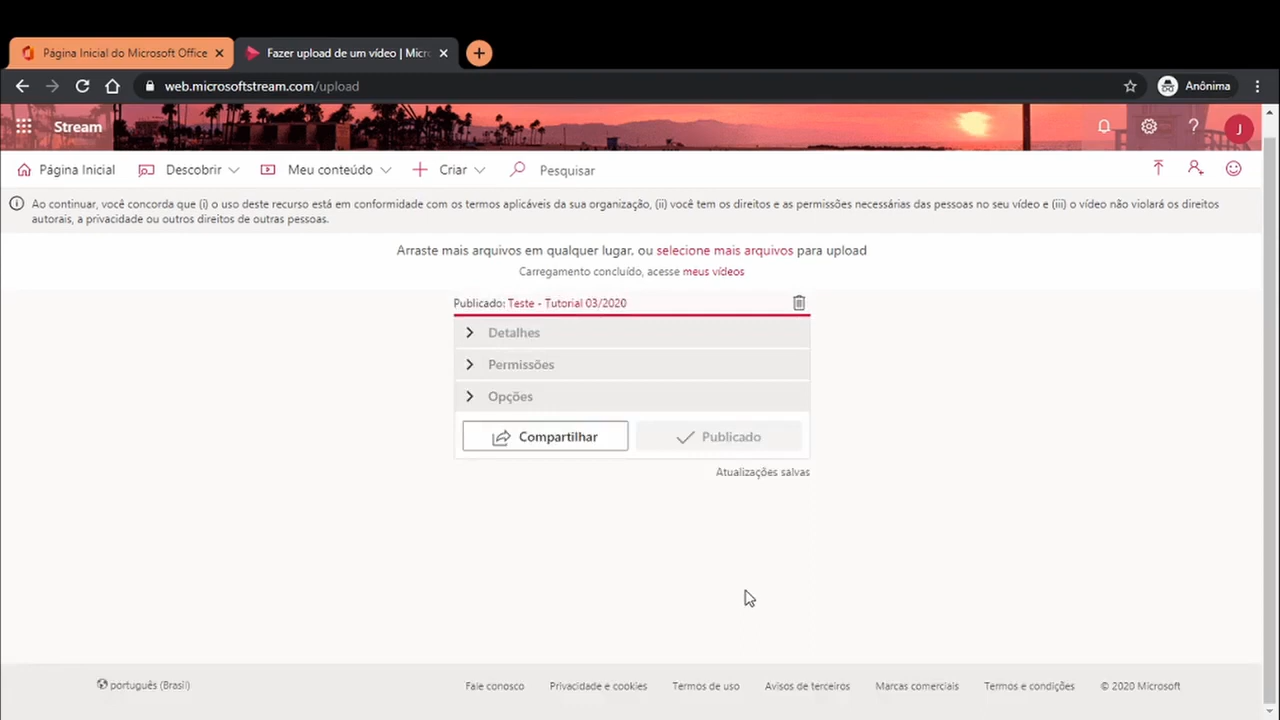 Página Inicial do Microsoft Office
Fazer upload de um vídeo | Micr
web.microsoftstream.com/upload
Anônima
Stream
J
Página Inicial
Descobrir
Meu conteúdo
Criar
Pesquisar
Ao continuar, você concorda que (i) o uso deste recurso está em conformidade com os termos aplicáveis da sua organização, (ii) você tem os direitos e as permissões necessárias das pessoas no seu vídeo e (iii) o vídeo não violará os direitos
autorais, a privacidade ou outros direitos de outras pessoas.
Arraste mais arquivos em qualquer lugar, ou selecione mais arquivos para upload
Carregamento concluído, acesse meus vídeos
Publicado: Teste - Tutorial 03/2020
Detalhes
Permissões
Opções
Compartilhar
Publicado
Atualizações salvas
português (Brasil)
Fale conosco
Privacidade e cookies
Termos de uso
Avisos de terceiros
Marcas comerciais
Termos e condições
© 2020 Microsoft